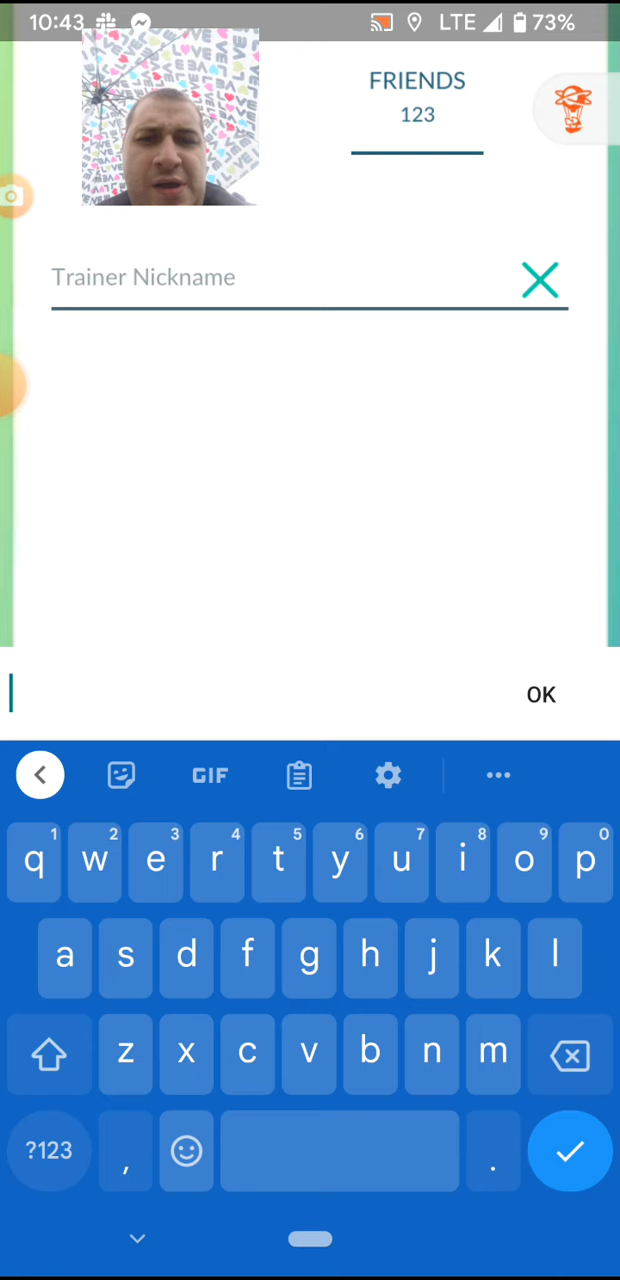 10:43 LTE 73%
FRIENDS
123
Trainer Nickname
OK
GIF
1 2 3 4 5 6 7 8 9 0
q w e r t y u i o p
a s d f g h j k l
z x c v b n m
?123 , .